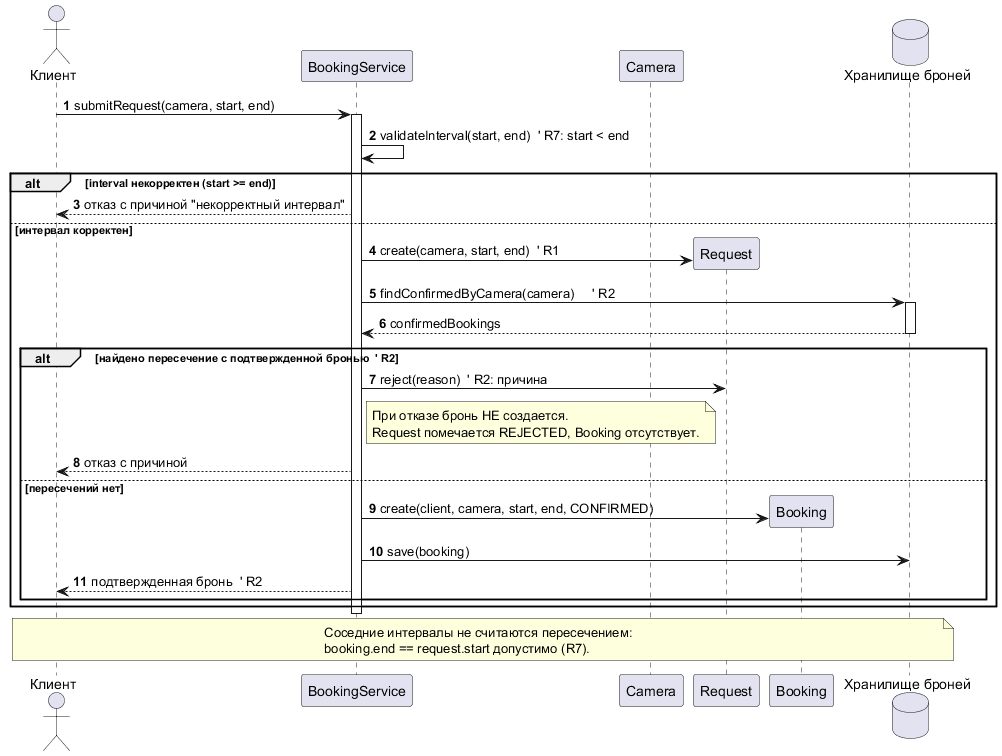 Клиент
BookingService
Camera
Хранилище броней
1 submitRequest(camera, start, end)
2 validateInterval(start, end)  ' R7: start < end
alt [interval некорректен (start >= end)]
3 отказ с причиной "некорректный интервал"
[интервал корректен]
4 create(camera, start, end)  ' R1
Request
5 findConfirmedByCamera(camera)     ' R2
6 confirmedBookings
alt [найдено пересечение с подтвержденной бронью  ' R2]
7 reject(reason)  ' R2: причина
При отказе бронь НЕ создается.
Request помечается REJECTED, Booking отсутствует.
8 отказ с причиной
[пересечений нет]
9 create(client, camera, start, end, CONFIRMED)
Booking
10 save(booking)
11 подтвержденная бронь  ' R2
Соседние интервалы не считаются пересечением:
booking.end == request.start допустимо (R7).
Клиент
BookingService
Camera
Request
Booking
Хранилище броней